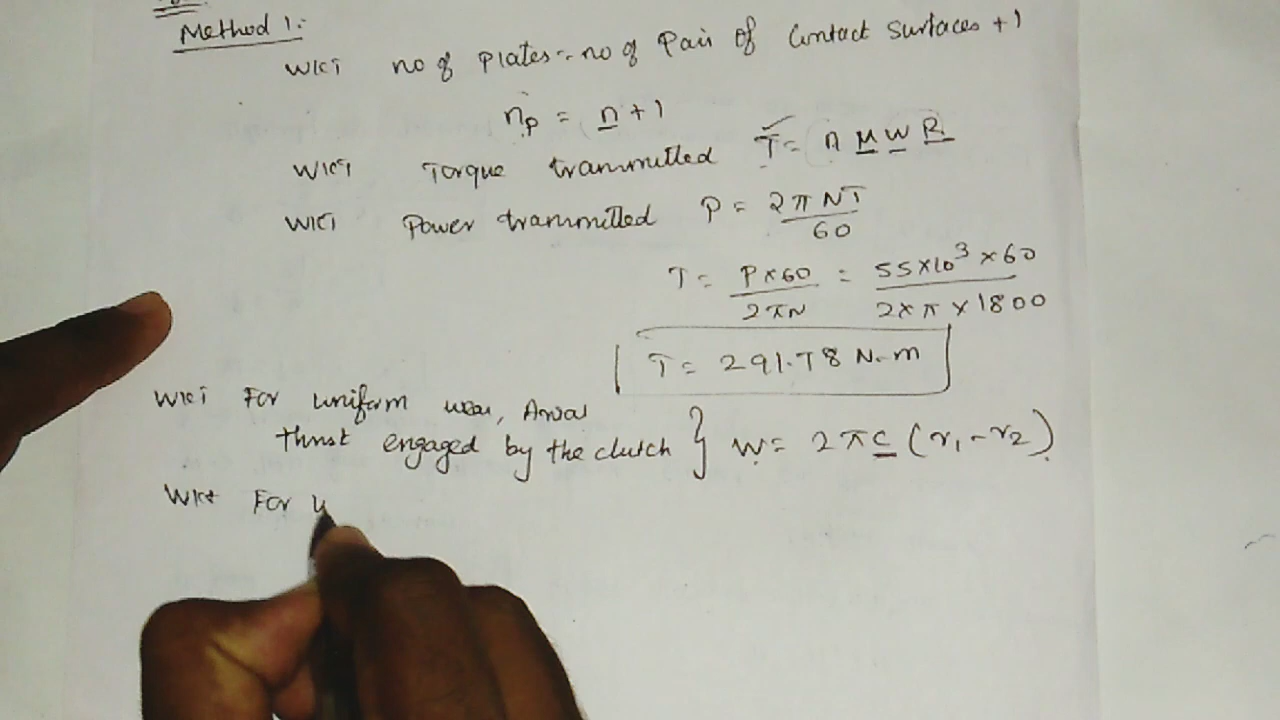 Method 1:-
WKT no of plates = no of pair of contact surfaces + 1
np = n + 1
WKT Torque transmitted T = n μ W R
WKT Power transmitted P = 2πNT / 60
T = P×60 / 2πN = 55×10³×60 / 2×π×1800
T = 291.78 N-m
WKT For uniform wear, Axial
thrust engaged by the clutch } W = 2πc (r1 - r2)
WKT For u